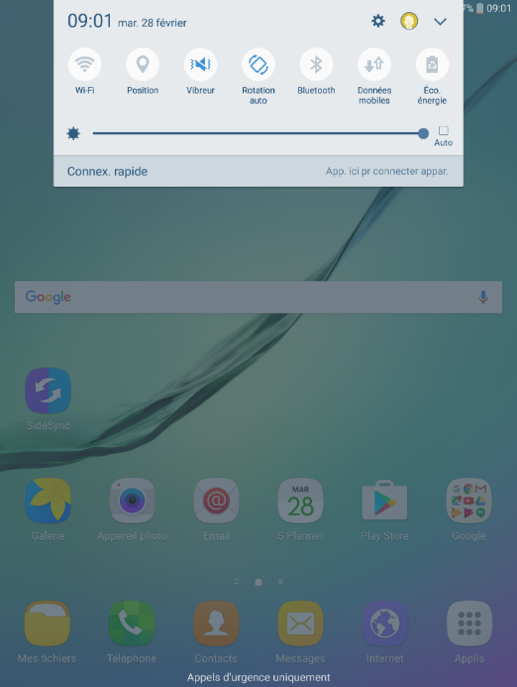 7% 09:01
09:01 mar. 28 février
Wi-Fi Position Vibreur Rotation auto Bluetooth Données mobiles Éco. énergie
Auto
Connex. rapide App. ici pr connecter appar.
Google
SideSync
MAR
28
Galerie Appareil photo Email S Planner Play Store Google
Mes fichiers Téléphone Contacts Messages Internet Applis
Appels d'urgence uniquement